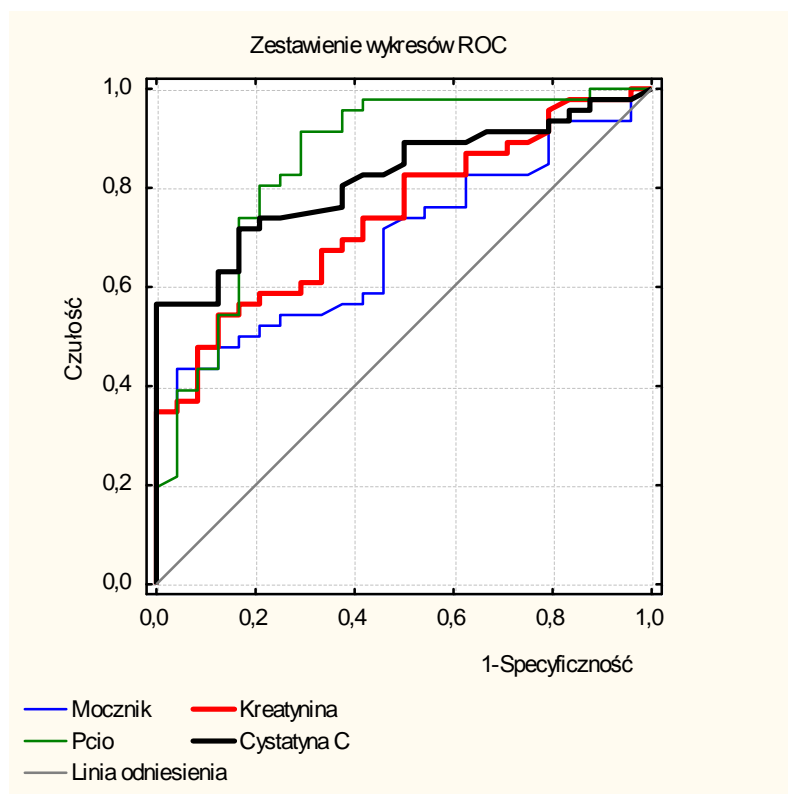 Zestawienie wykresów ROC
Czułość
1,0
0,8
0,6
0,4
0,2
0,0
0,0 0,2 0,4 0,6 0,8 1,0
1-Specyficzność
Mocznik Kreatynina
Pcio Cystatyna C
Linia odniesienia